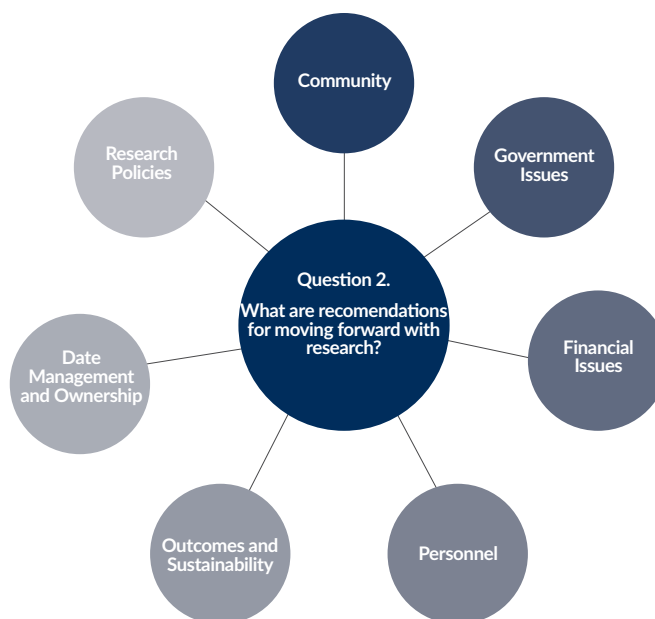 Community
Research
Policies
Government
Issues
Question 2.
What are recomendations
for moving forward with
research?
Financial
Issues
Date
Management
and Ownership
Outcomes and
Sustainability
Personnel